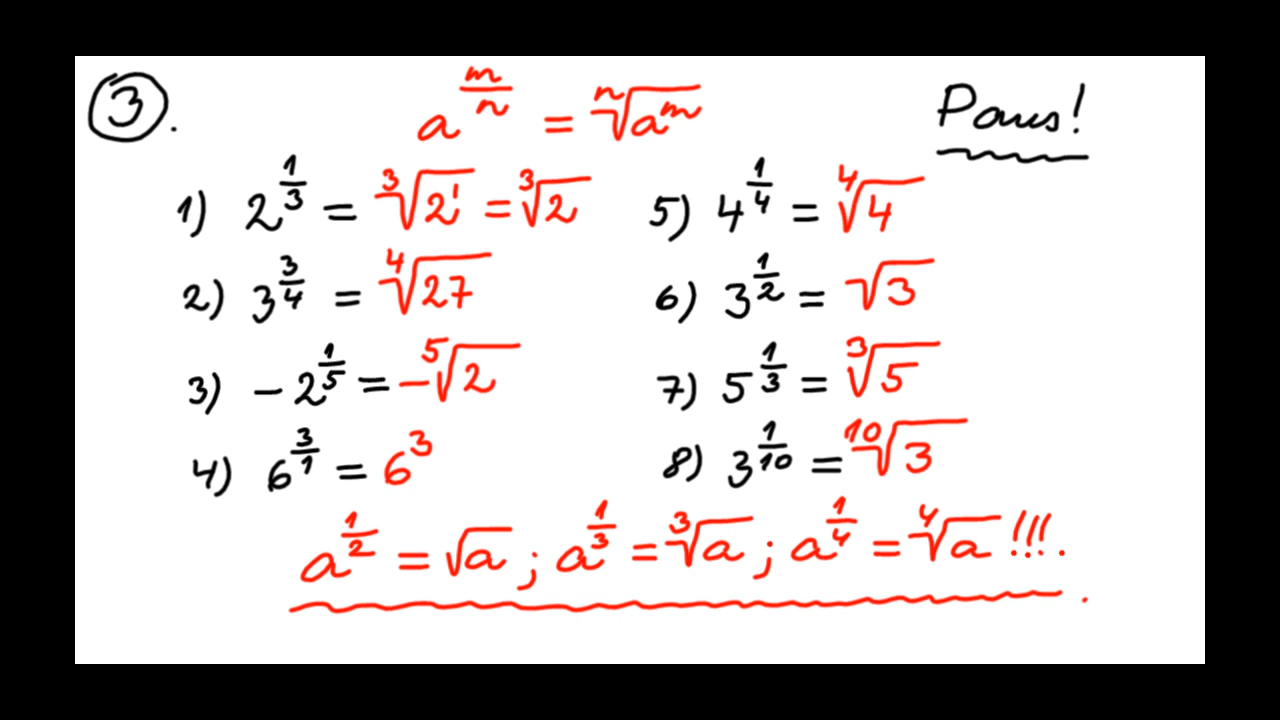 3. a^(m/n) = ⁿ√(a^m) Paus!
1) 2^(1/3) = ³√(2¹) = ³√2 5) 4^(1/4) = ⁴√4
2) 3^(3/4) = ⁴√27 6) 3^(1/2) = √3
3) −2^(1/5) = −⁵√2 7) 5^(1/3) = ³√5
4) 6^(3/1) = 6³ 8) 3^(1/10) = ¹⁰√3
a^(1/2) = √a ; a^(1/3) = ³√a ; a^(1/4) = ⁴√a !!! .